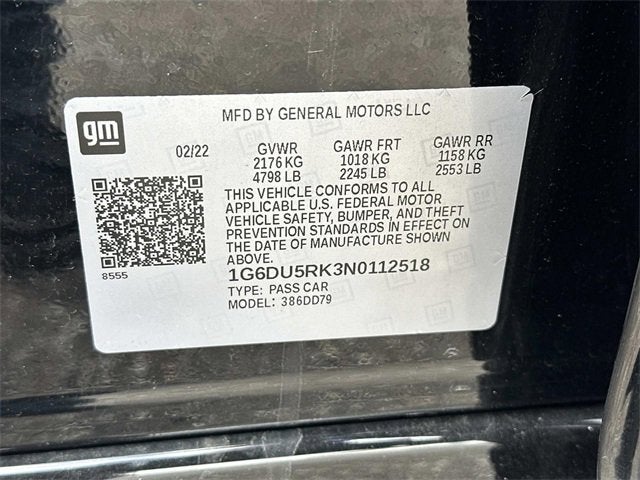 gm
MFD BY GENERAL MOTORS LLC
02/22 GVWR GAWR FRT GAWR RR
2176 KG 1018 KG 1158 KG
4798 LB 2245 LB 2553 LB
THIS VEHICLE CONFORMS TO ALL
APPLICABLE U.S. FEDERAL MOTOR
VEHICLE SAFETY, BUMPER, AND THEFT
PREVENTION STANDARDS IN EFFECT ON
THE DATE OF MANUFACTURE SHOWN
ABOVE.
8555
1G6DU5RK3N0112518
TYPE: PASS CAR
MODEL: 386DD79